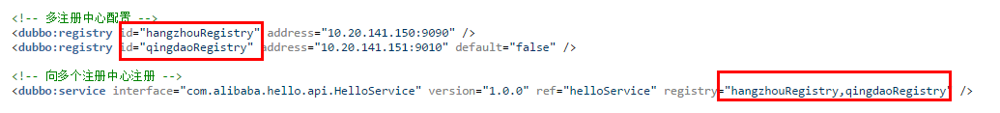 <!-- 多注册中心配置 -->
<dubbo:registry id="hangzhouRegistry" address="10.20.141.150:9090" />
<dubbo:registry id="qingdaoRegistry" address="10.20.141.151:9010" default="false" />
<!-- 向多个注册中心注册 -->
<dubbo:service interface="com.alibaba.hello.api.HelloService" version="1.0.0" ref="helloService" registry="hangzhouRegistry,qingdaoRegistry" />